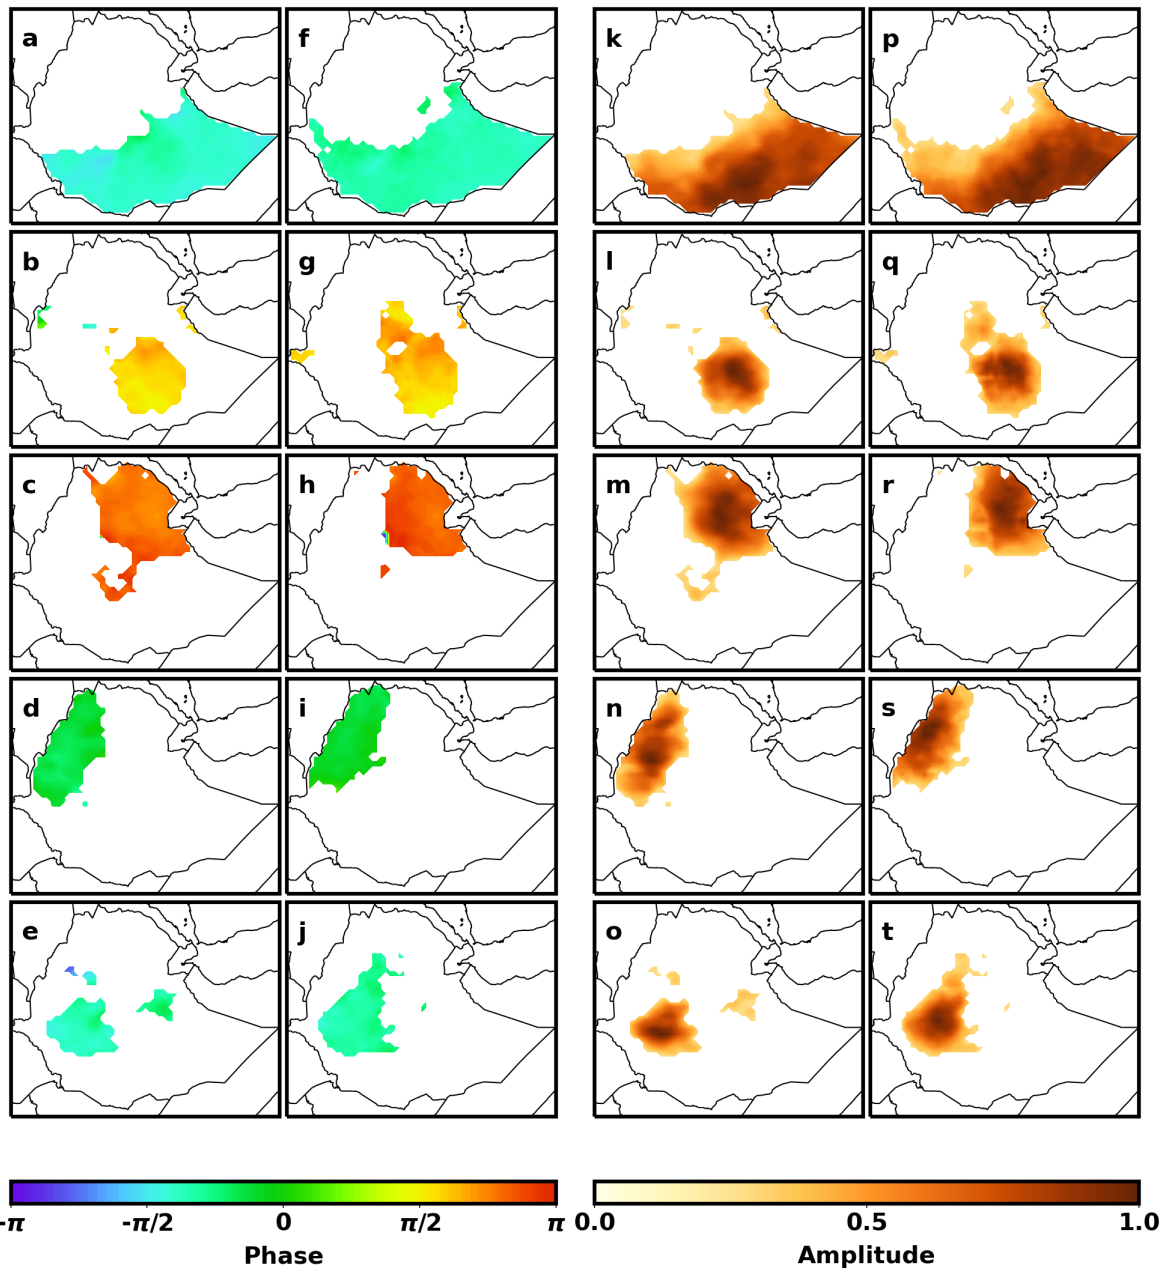 a f k p
b g l q
c h m r
d i n s
e j o t
-π -π/2 0 π/2 π 0.0 0.5 1.0
Phase Amplitude